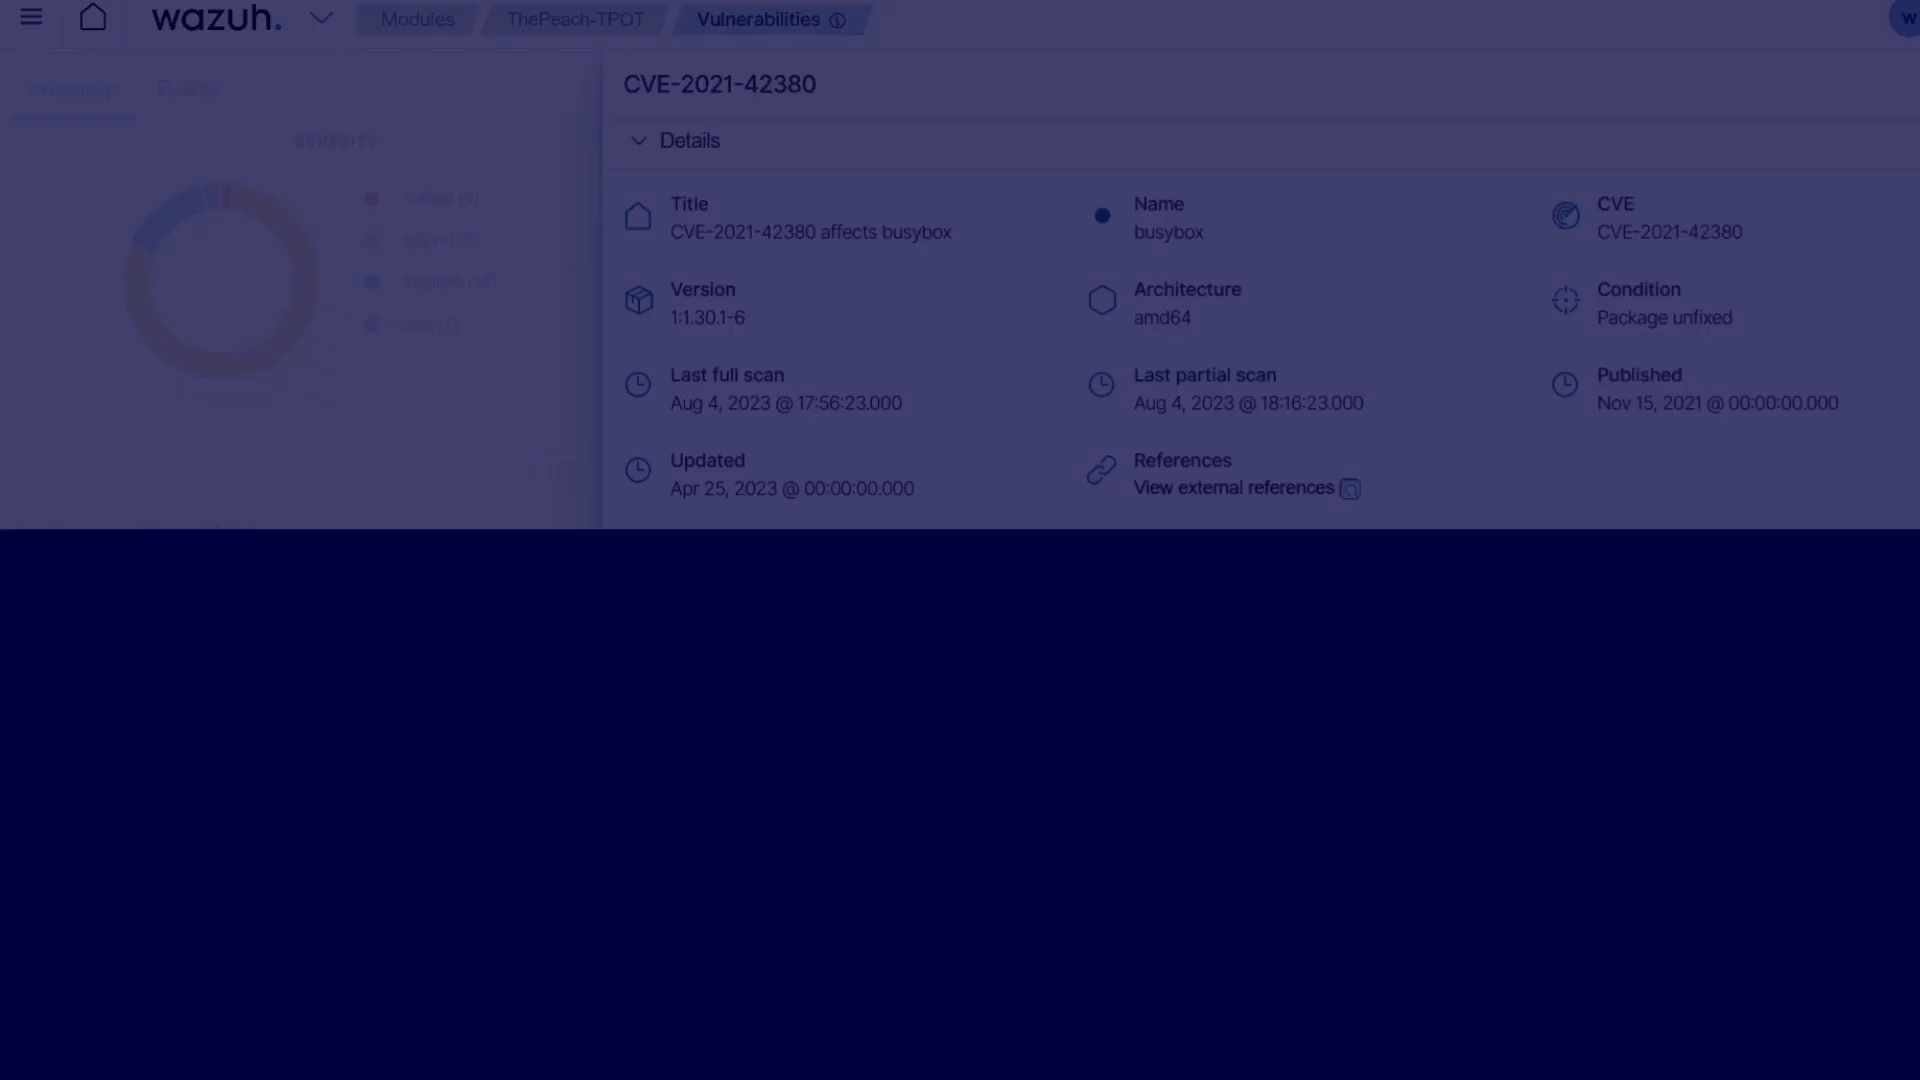 wazuh.
Modules
ThePeach-TPOT
Vulnerabilities
W
Inventory
Events
SEVERITY
CVE-2021-42380
Details
Title
CVE-2021-42380 affects busybox
Name
busybox
CVE
CVE-2021-42380
Version
1:1.30.1-6
Architecture
amd64
Condition
Package unfixed
Last full scan
Aug 4, 2023 @ 17:56:23.000
Last partial scan
Aug 4, 2023 @ 18:16:23.000
Published
Nov 15, 2021 @ 00:00:00.000
Updated
Apr 25, 2023 @ 00:00:00.000
References
View external references